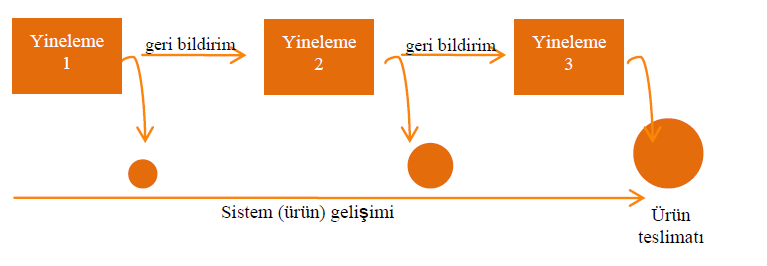 Yineleme
1
geri bildirim
Yineleme
2
geri bildirim
Yineleme
3
Sistem (ürün) gelişimi
Ürün
teslimatı